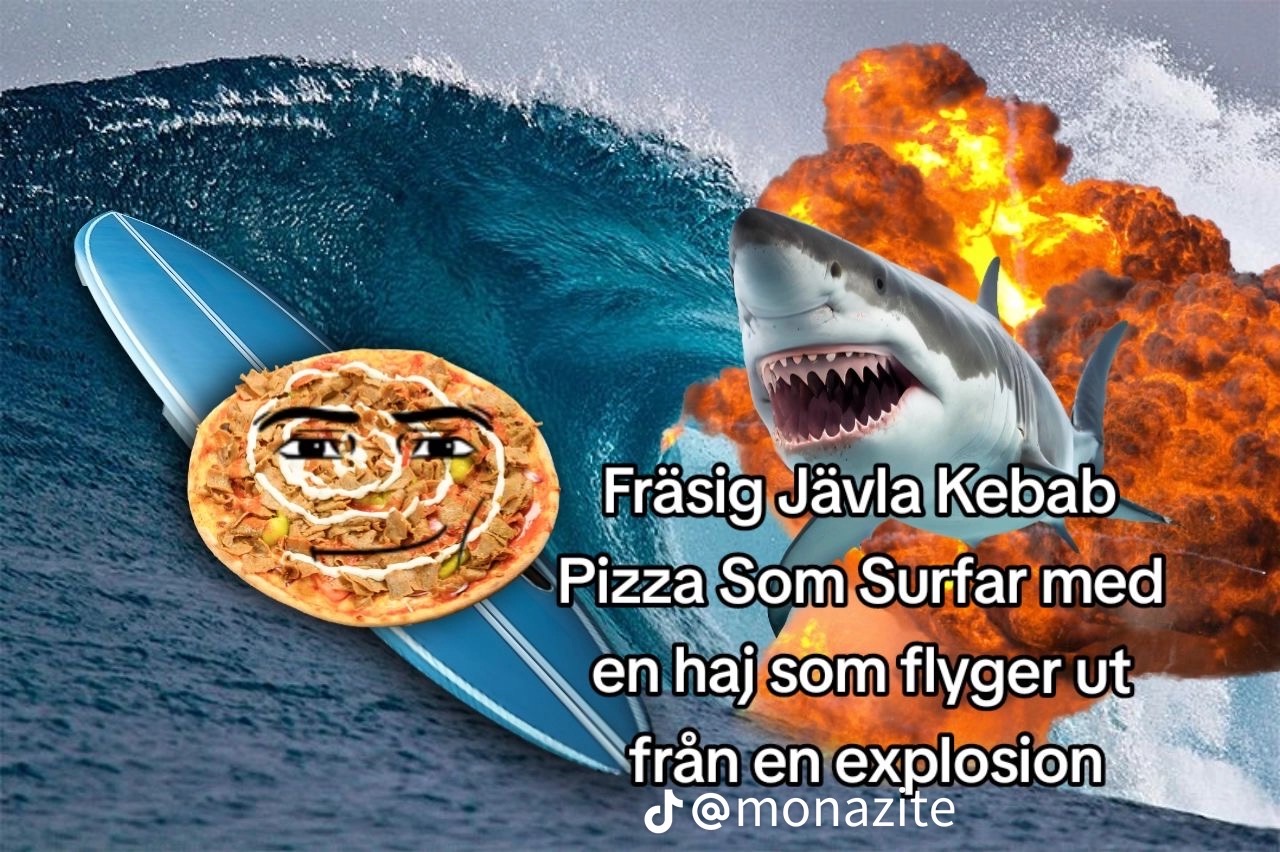 Fräsig Jävla Kebab
Pizza Som Surfar med
en haj som flyger ut
från en explosion
@monazite